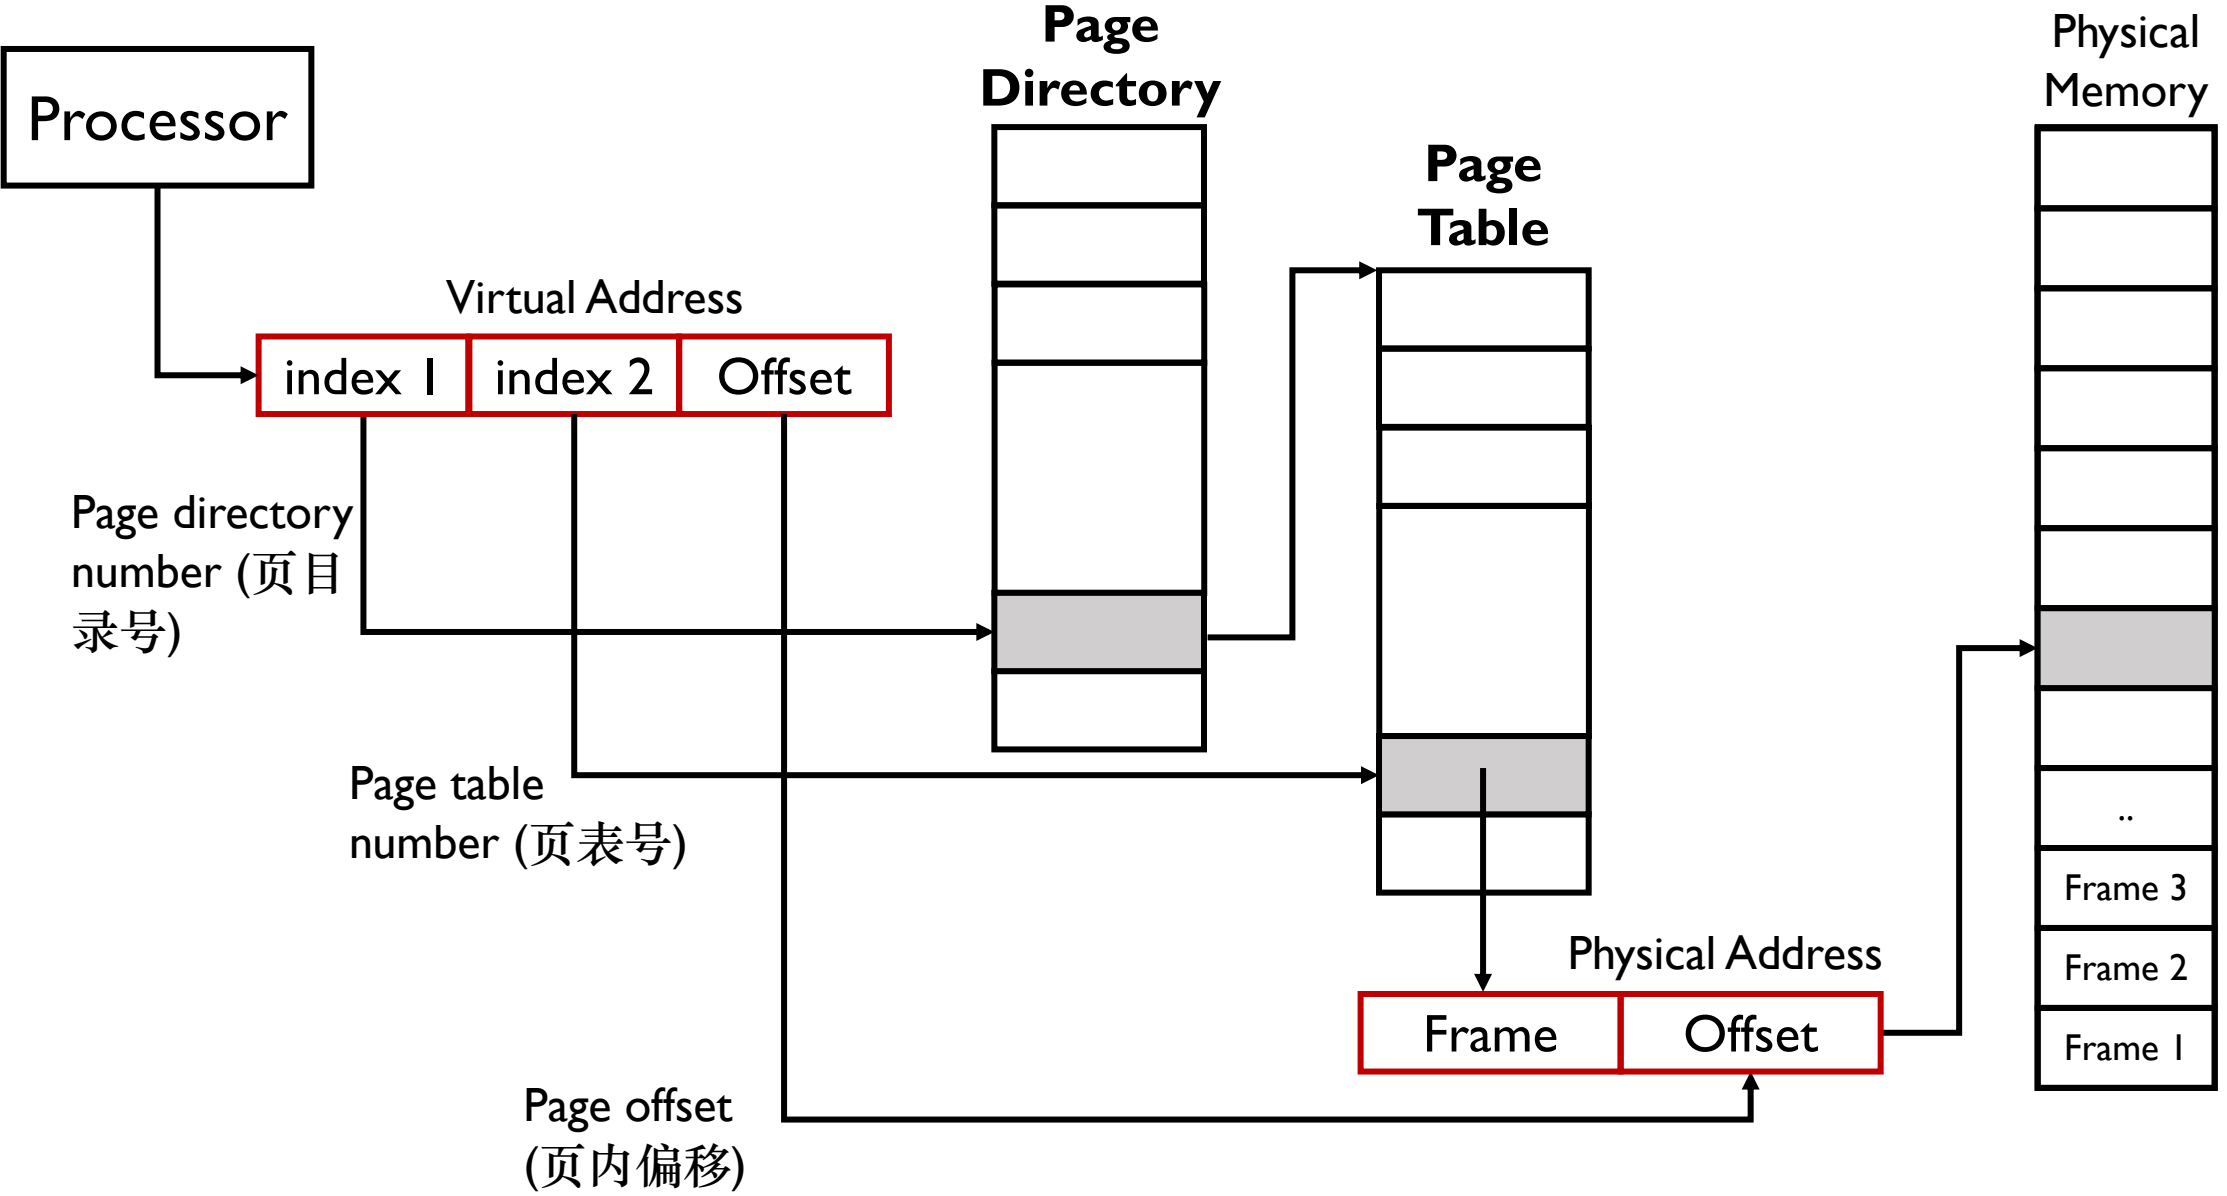 Page
Directory
Physical
Memory
Processor
Page
Table
Virtual Address
index 1
index 2
Offset
Page directory
number (页目
录号)
Page table
number (页表号)
..
Frame 3
Frame 2
Frame 1
Physical Address
Frame
Offset
Page offset
(页内偏移)